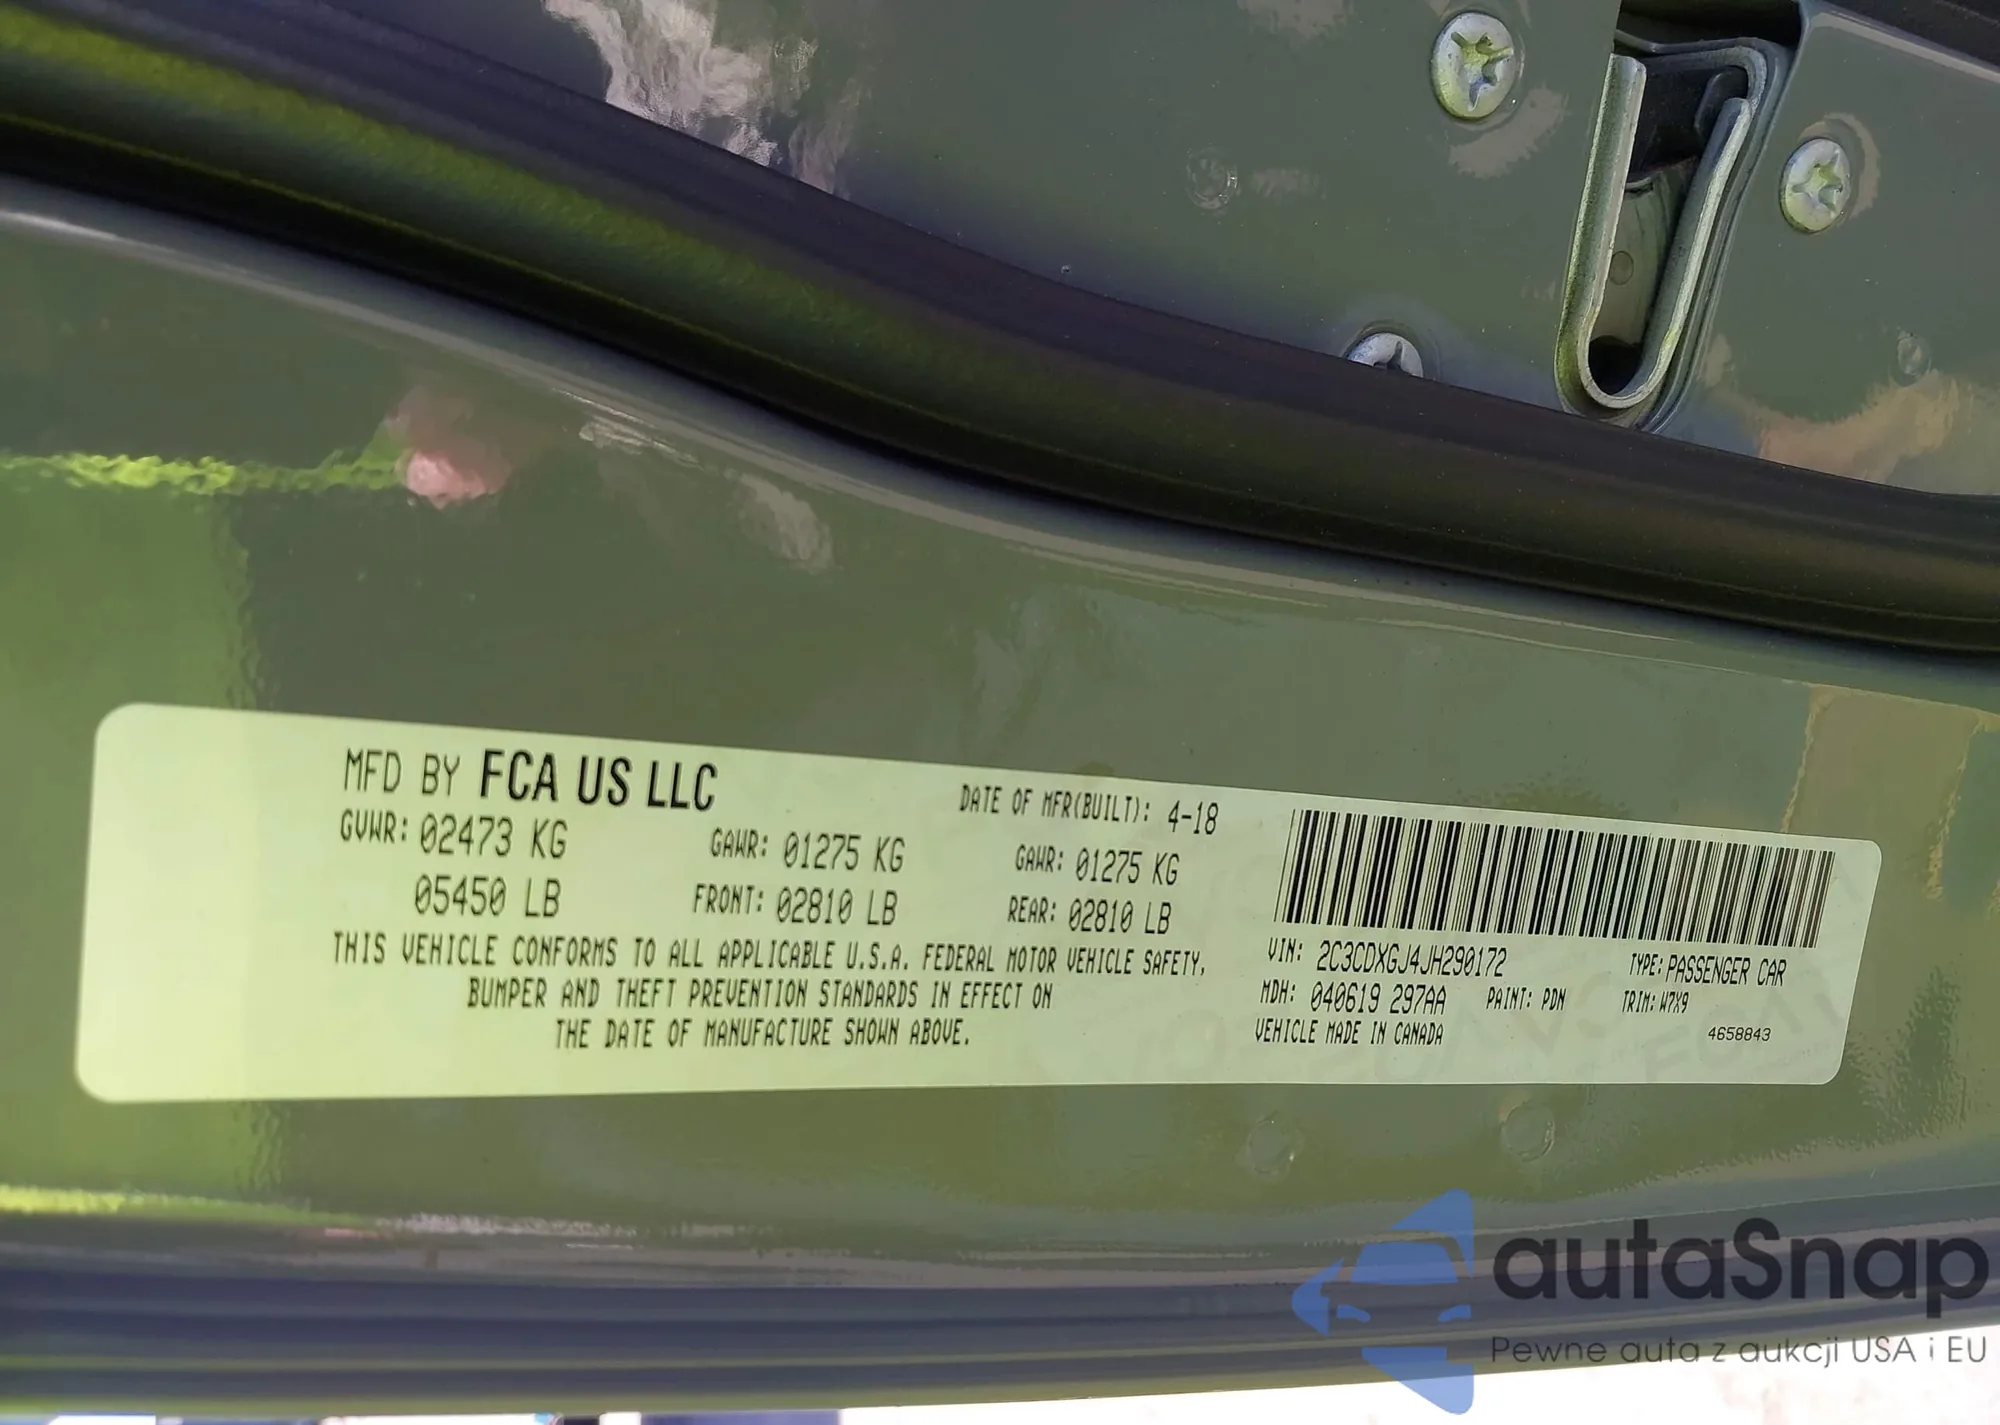 MFD BY FCA US LLC
DATE OF MFR(BUILT): 4-18
GVWR: 02473 KG GAWR: 01275 KG GAWR: 01275 KG
05450 LB FRONT: 02810 LB REAR: 02810 LB
THIS VEHICLE CONFORMS TO ALL APPLICABLE U.S.A. FEDERAL MOTOR VEHICLE SAFETY,
BUMPER AND THEFT PREVENTION STANDARDS IN EFFECT ON
THE DATE OF MANUFACTURE SHOWN ABOVE.
VIN: 2C3CDXGJ4JH290172 TYPE: PASSENGER CAR
MDH: 040619 297AA PAINT: PDN TRIM: W7X9
VEHICLE MADE IN CANADA 4658843
autaSnap
Pewne auta z aukcji USA i EU